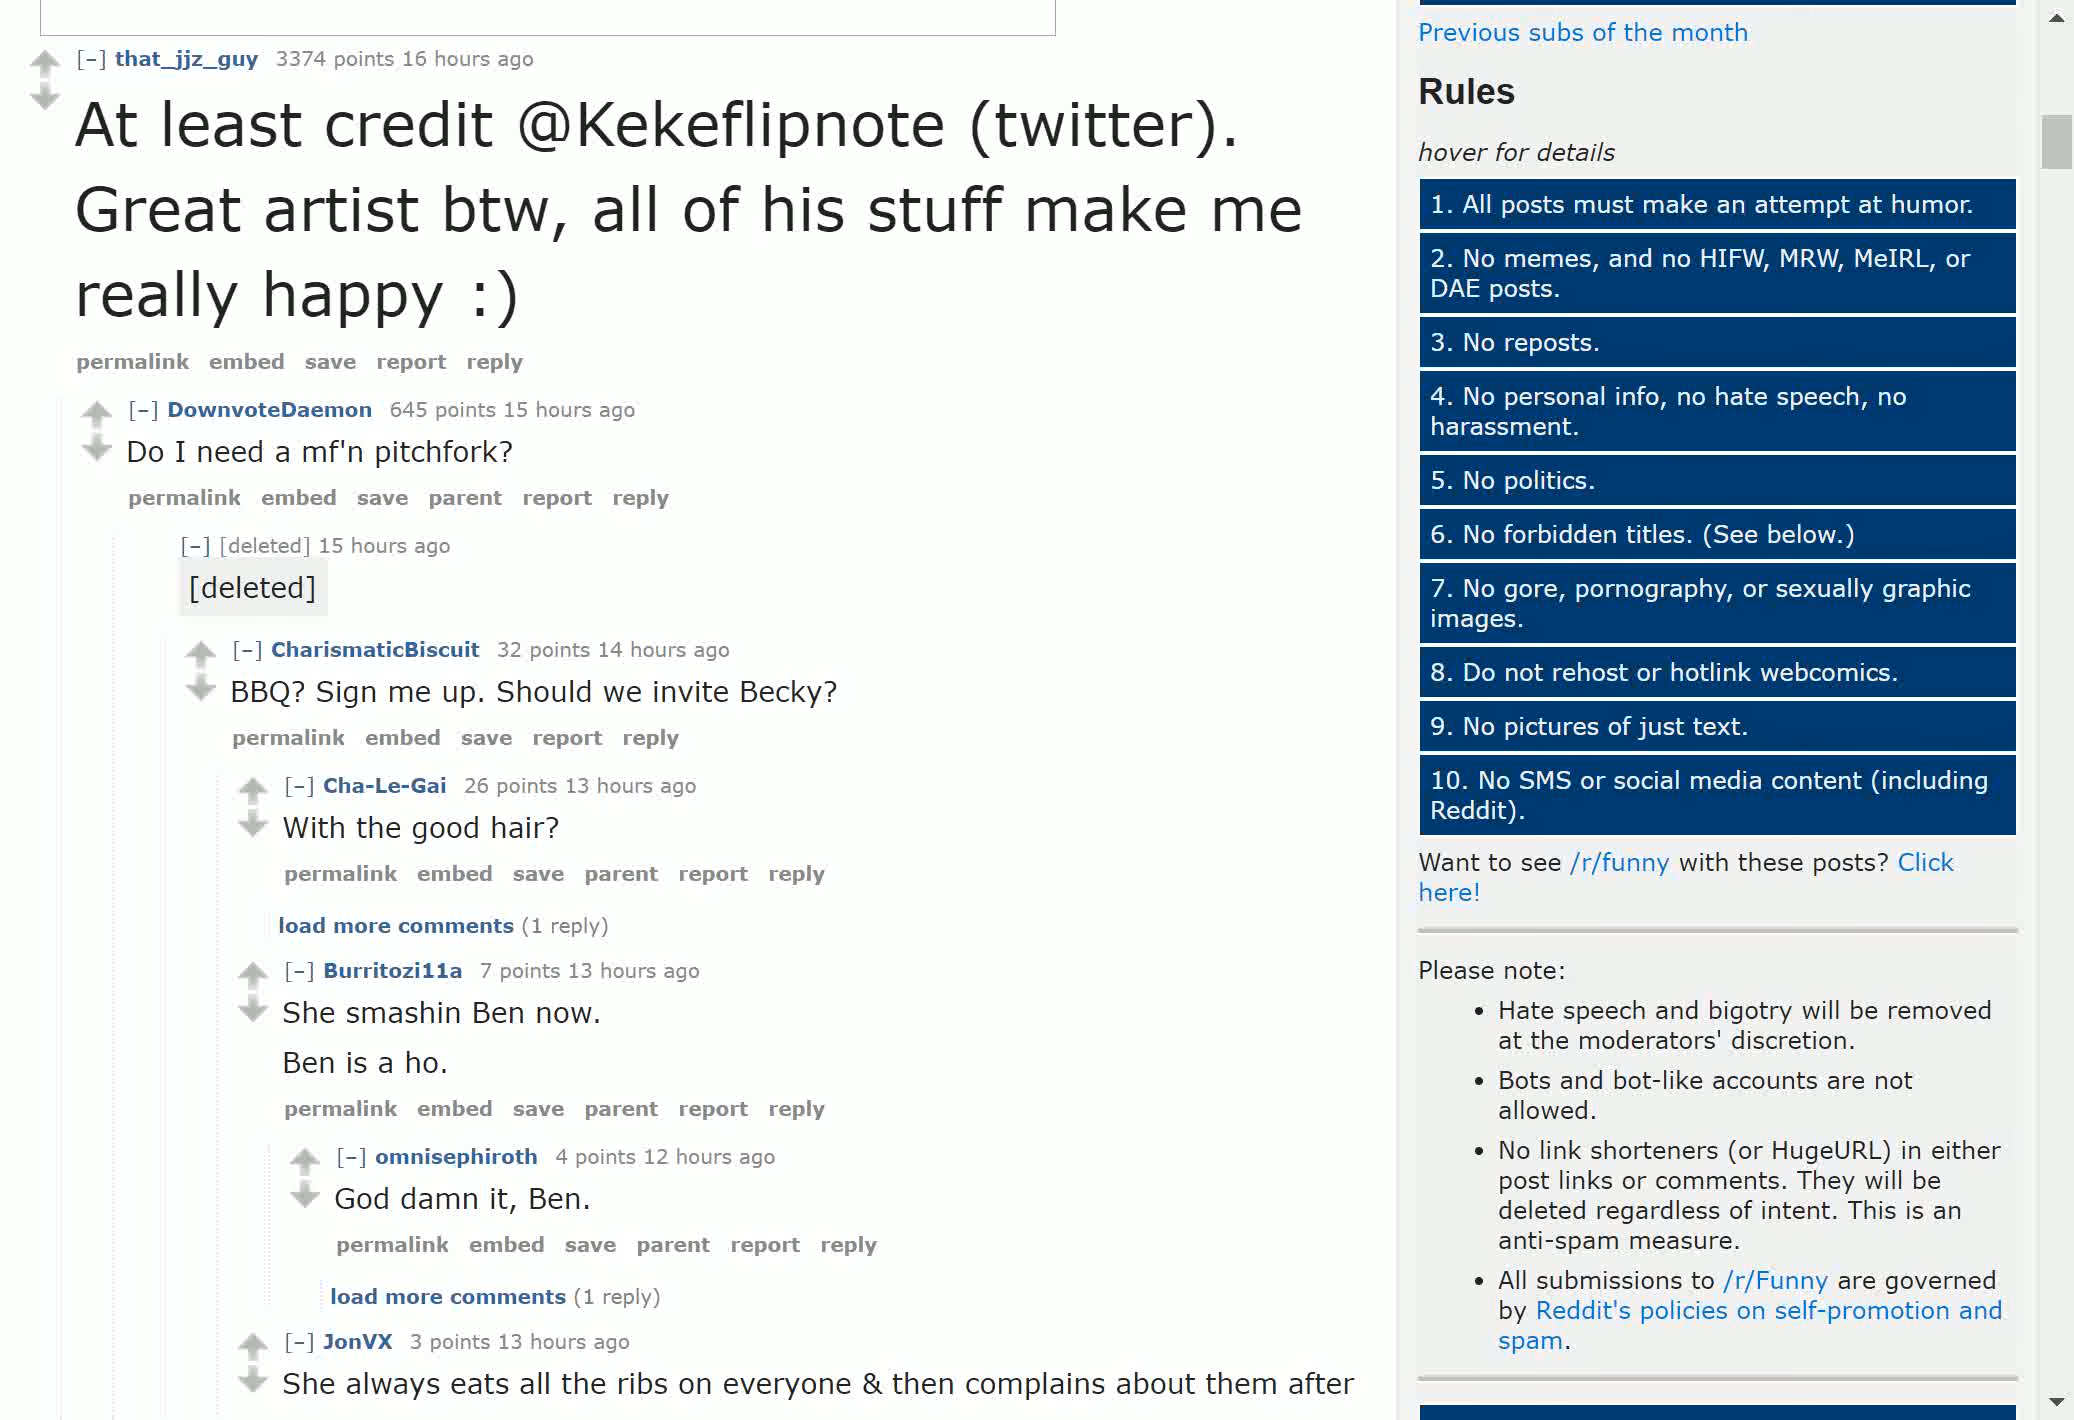 [–] that_jjz_guy 3374 points 16 hours ago
At least credit @Kekeflipnote (twitter).
Great artist btw, all of his stuff make me
really happy :)
permalink embed save report reply
[–] DownvoteDaemon 645 points 15 hours ago
Do I need a mf'n pitchfork?
permalink embed save parent report reply
[–] [deleted] 15 hours ago
[deleted]
[–] CharismaticBiscuit 32 points 14 hours ago
BBQ? Sign me up. Should we invite Becky?
permalink embed save report reply
[–] Cha-Le-Gai 26 points 13 hours ago
With the good hair?
permalink embed save parent report reply
load more comments (1 reply)
[–] Burritozi11a 7 points 13 hours ago
She smashin Ben now.
Ben is a ho.
permalink embed save parent report reply
[–] omnisephiroth 4 points 12 hours ago
God damn it, Ben.
permalink embed save parent report reply
load more comments (1 reply)
[–] JonVX 3 points 13 hours ago
She always eats all the ribs on everyone & then complains about them after
Previous subs of the month
Rules
hover for details
1. All posts must make an attempt at humor.
2. No memes, and no HIFW, MRW, MeIRL, or
DAE posts.
3. No reposts.
4. No personal info, no hate speech, no
harassment.
5. No politics.
6. No forbidden titles. (See below.)
7. No gore, pornography, or sexually graphic
images.
8. Do not rehost or hotlink webcomics.
9. No pictures of just text.
10. No SMS or social media content (including
Reddit).
Want to see /r/funny with these posts? Click
here!
Please note:
• Hate speech and bigotry will be removed
at the moderators' discretion.
• Bots and bot-like accounts are not
allowed.
• No link shorteners (or HugeURL) in either
post links or comments. They will be
deleted regardless of intent. This is an
anti-spam measure.
• All submissions to /r/Funny are governed
by Reddit's policies on self-promotion and
spam.